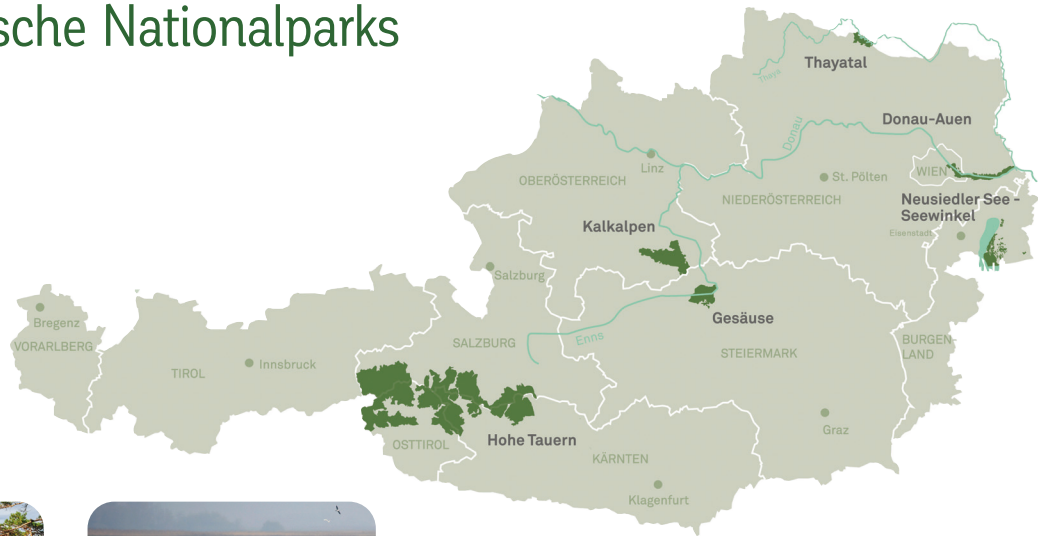 sche Nationalparks
Thayatal
Thaya
Donau-Auen
Donau
Linz
WIEN
St. Pölten
OBERÖSTERREICH
NIEDERÖSTERREICH
Neusiedler See -
Seewinkel
Eisenstadt
Kalkalpen
Salzburg
Gesäuse
Bregenz
VORARLBERG
Enns
SALZBURG
STEIERMARK
BURGEN-
LAND
TIROL
Innsbruck
Graz
Hohe Tauern
OSTTIROL
KÄRNTEN
Klagenfurt